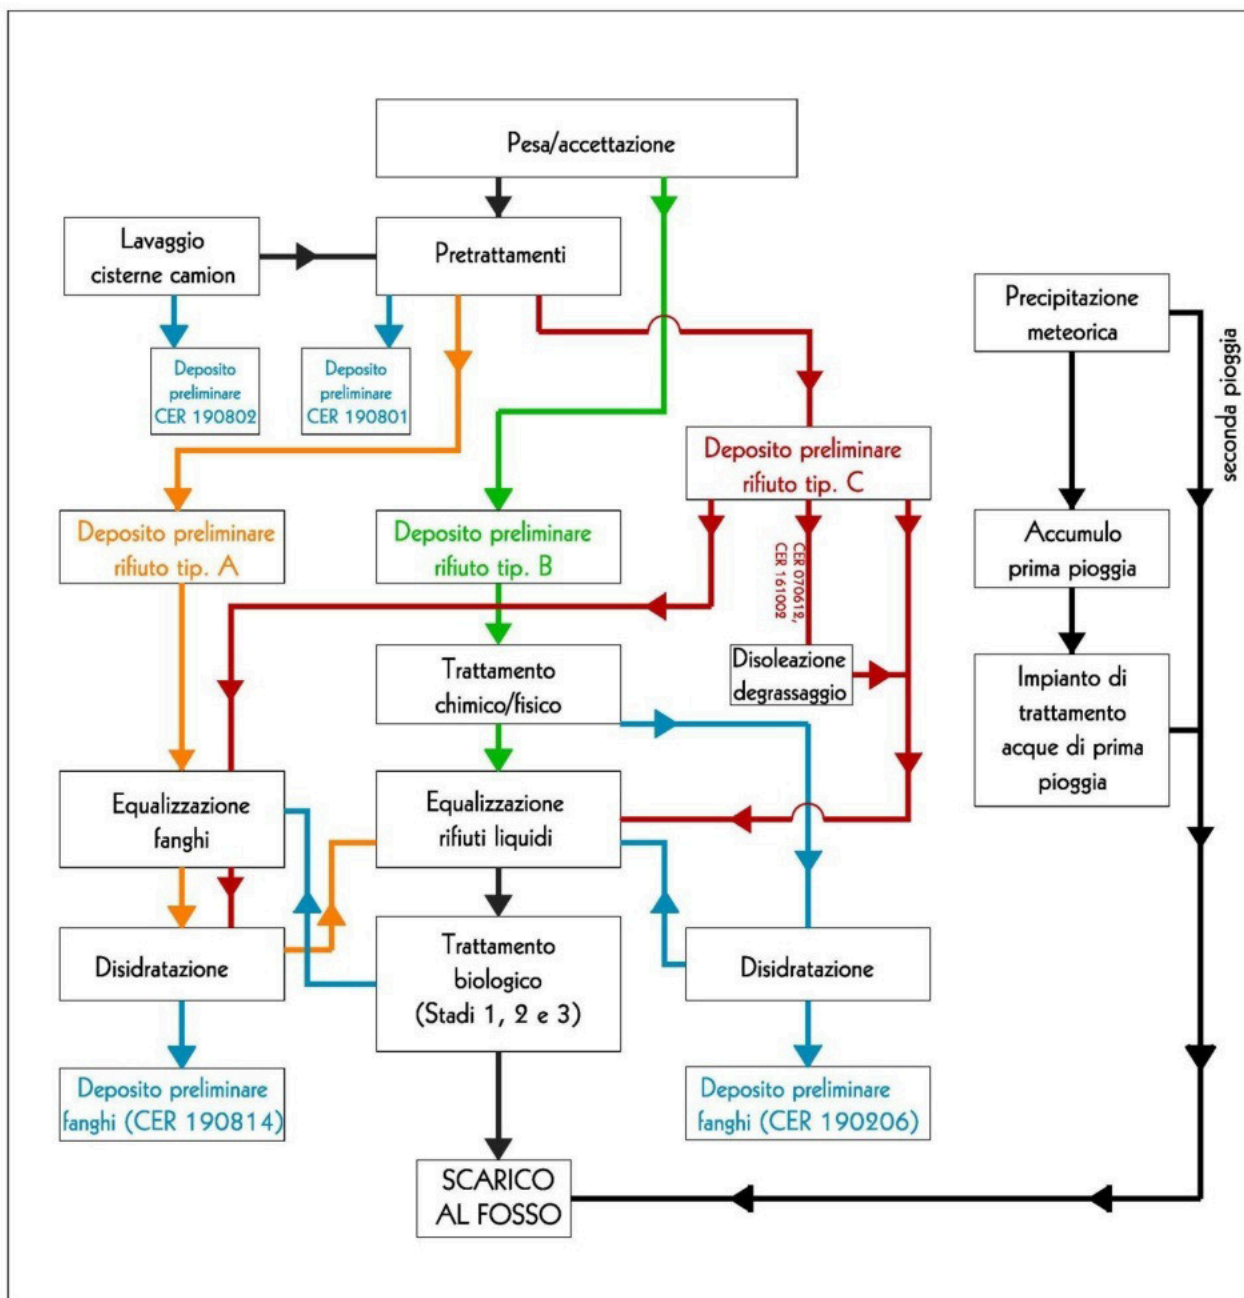 Pesa/accettazione
Lavaggio
cisterne camion
Pretrattamenti
Precipitazione
meteorica
seconda pioggia
Deposito
preliminare
CER 190802
Deposito
preliminare
CER 190801
Deposito preliminare
rifiuto tip. C
Deposito preliminare
rifiuto tip. A
Deposito preliminare
rifiuto tip. B
CER 070612,
CER 161002
Accumulo
prima pioggia
Trattamento
chimico/fisico
Disoleazione
degrassaggio
Impianto di
trattamento
acque di prima
pioggia
Equalizzazione
fanghi
Equalizzazione
rifiuti liquidi
Disidratazione
Trattamento
biologico
(Stadi 1, 2 e 3)
Disidratazione
Deposito preliminare
fanghi (CER 190814)
Deposito preliminare
fanghi (CER 190206)
SCARICO
AL FOSSO